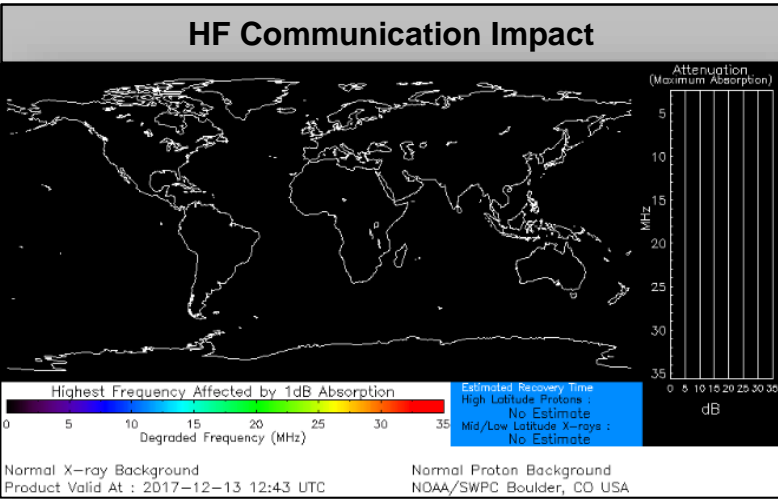 HF Communication Impact
Attenuation
(Maximum Absorption)
5
10
15
MHz
20
25
30
35
0 5 10 15 20 25 30 35
dB
Highest Frequency Affected by 1dB Absorption
0 5 10 15 20 25 30 35
Degraded Frequency (MHz)
Estimated Recovery Time
High Latitude Protons :
No Estimate
Mid/Low Latitude X-rays :
No Estimate
Normal X-ray Background
Normal Proton Background
Product Valid At : 2017-12-13 12:43 UTC
NOAA/SWPC Boulder, CO USA